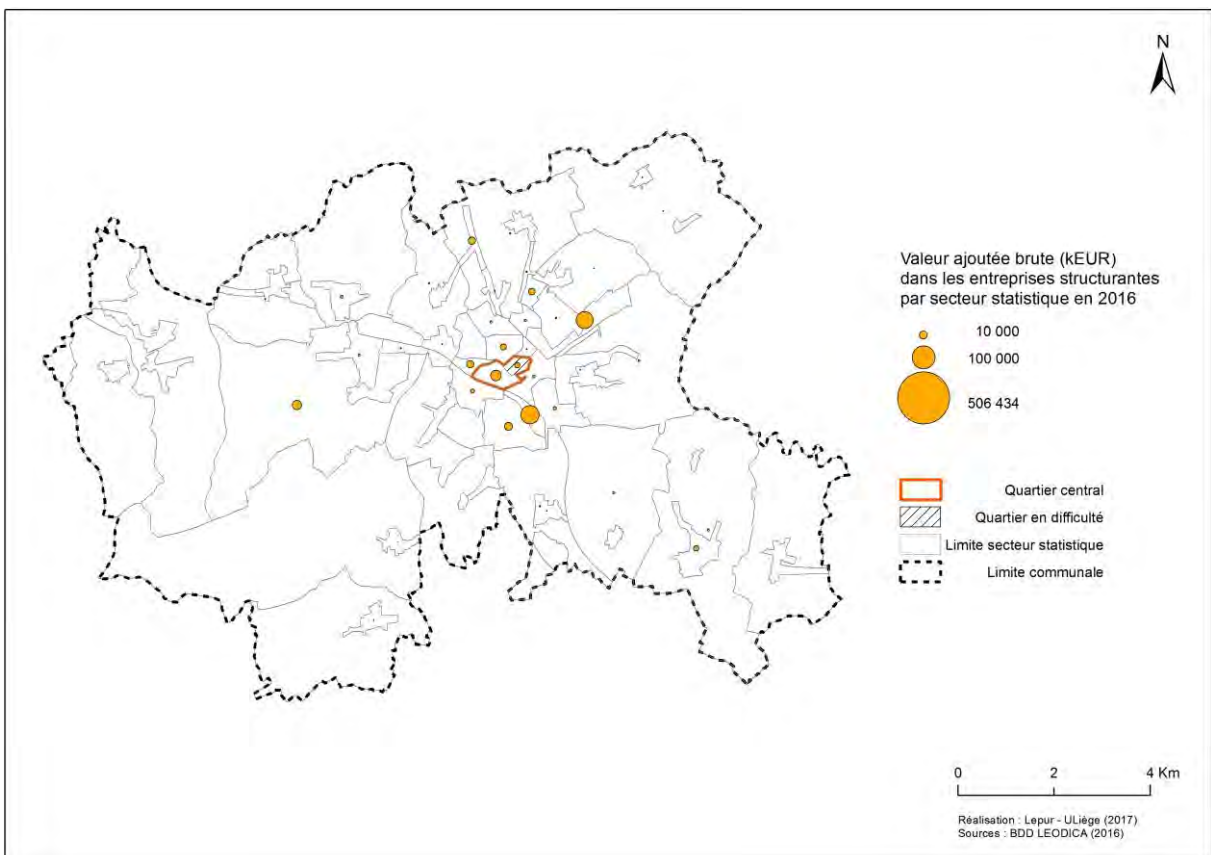 N
Valeur ajoutée brute (kEUR)
dans les entreprises structurantes
par secteur statistique en 2016
10 000
100 000
506 434
Quartier central
Quartier en difficulté
Limite secteur statistique
Limite communale
0 2 4 Km
Réalisation : Lepur - ULiège (2017)
Sources : BDD LEODICA (2016)